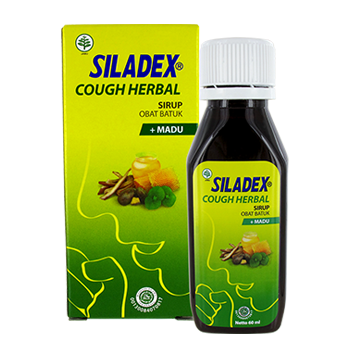 SILADEX®
COUGH HERBAL
SIRUP
OBAT BATUK
+ MADU
SILADEX®
COUGH HERBAL
SIRUP
OBAT BATUK
+ MADU
Netto 60 ml